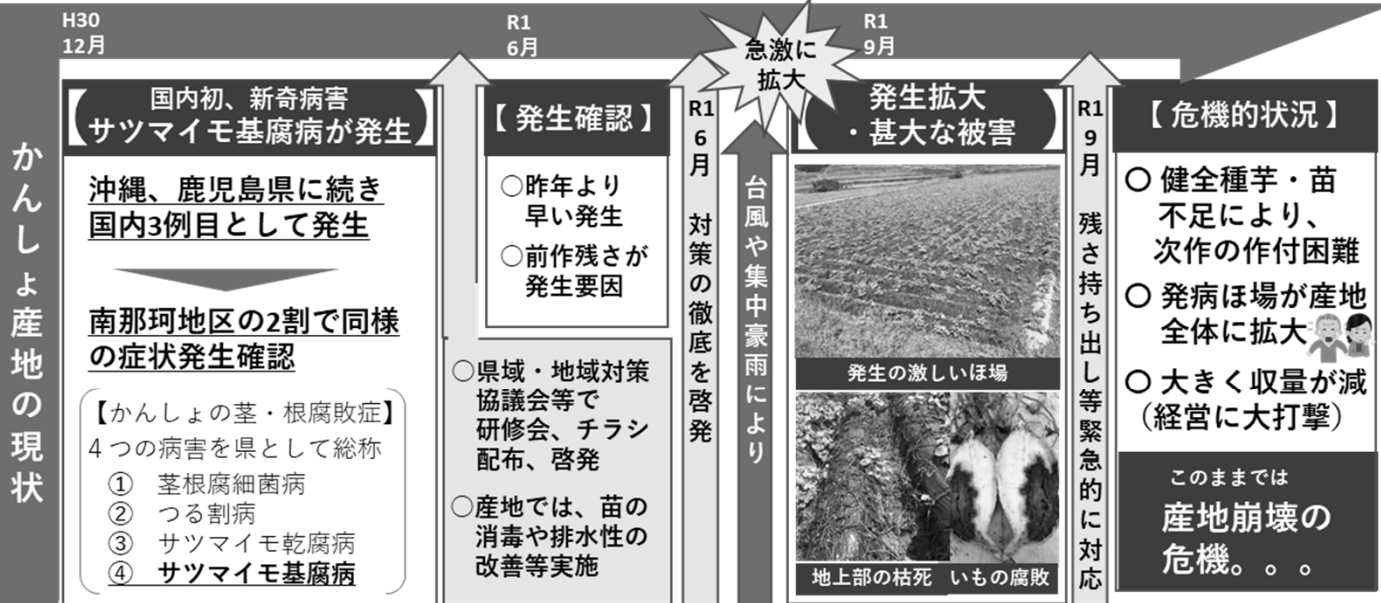 かんしょ産地の現状
H30
12月
【国内初、新奇病害
サツマイモ基腐病が発生】
沖縄、鹿児島県に続き
国内3例目として発生
南那珂地区の2割で同様
の症状発生確認
【かんしょの茎・根腐敗症】
4つの病害を県として総称
① 茎根腐細菌病
② つる割病
③ サツマイモ乾腐病
④ サツマイモ基腐病
R1
6月
【発生確認】
○昨年より
早い発生
○前作残さが
発生要因
○県域・地域対策
協議会等で
研修会、チラシ
配布、啓発
○産地では、苗の
消毒や排水性の
改善等実施
R1 6月 対策の徹底を啓発
急激に
拡大
台風や集中豪雨により
R1
9月
【発生拡大
・甚大な被害】
発生の激しいほ場
地上部の枯死
いもの腐敗
R1 9月 残さ持ち出し等緊急的に対応
【危機的状況】
○ 健全種芋・苗
不足により、
次作の作付困難
○ 発病ほ場が産地
全体に拡大
○ 大きく収量が減
（経営に大打撃）
このままでは
産地崩壊の
危機。。。